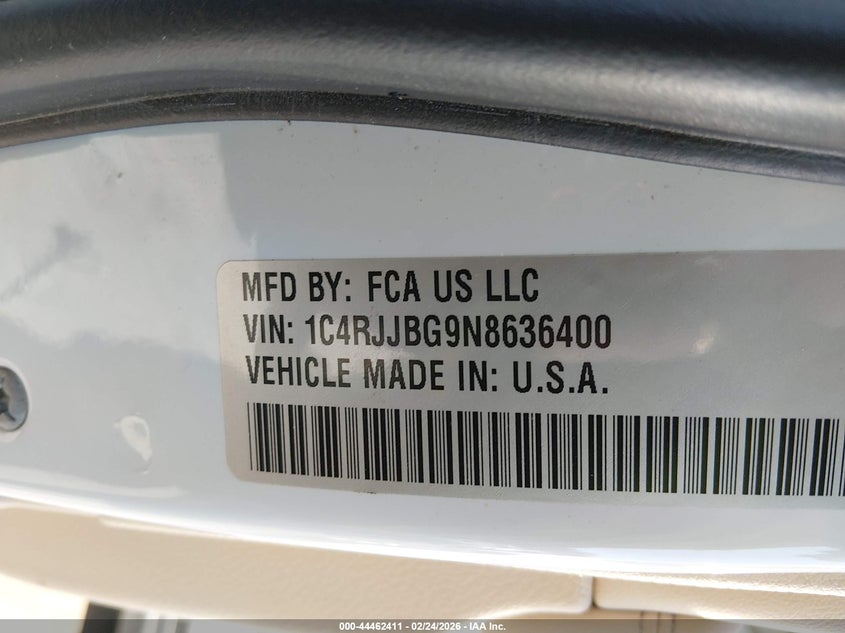 MFD BY: FCA US LLC
VIN: 1C4RJJBG9N8636400
VEHICLE MADE IN: U.S.A.
000-44462411 - 02/24/2026 - IAA Inc.